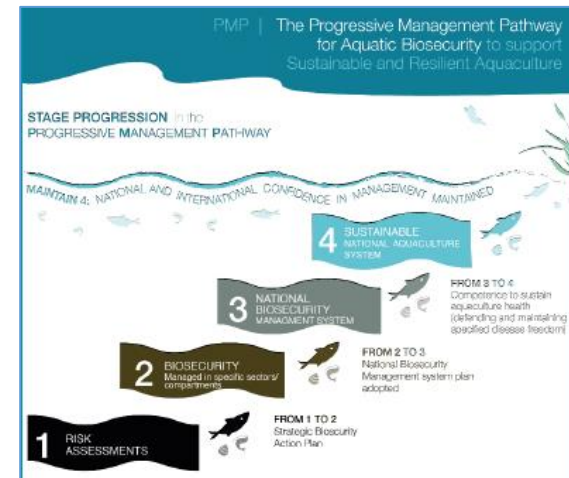 PMP | The Progressive Management Pathway
for Aquatic Biosecurity to support
Sustainable and Resilient Aquaculture
STAGE PROGRESSION in the
PROGRESSIVE MANAGEMENT PATHWAY
MAINTAIN 4: NATIONAL AND INTERNATIONAL CONFIDENCE IN MANAGEMENT MAINTAINED
4 SUSTAINABLE
NATIONAL AQUACULTURE
SYSTEM
FROM 3 TO 4
Competence to sustain
aquaculture health
(defending and maintaining
specified disease freedom)
3 NATIONAL
BIOSECURITY
MANAGMENT SYSTEM
FROM 2 TO 3
National Biosecurity
Management system plan
adopted
2 BIOSECURITY
Managed in specific sectors/
compartments
FROM 1 TO 2
Strategic Biosecurity
Action Plan
1 RISK
ASSESSMENTS